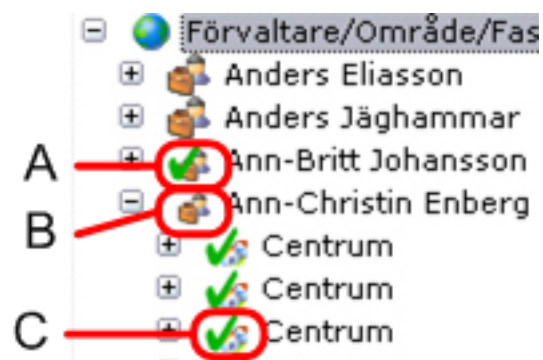 Förvaltare/Område/Fas
Anders Eliasson
Anders Jäghammar
A Ann-Britt Johansson
B Ann-Christin Enberg
Centrum
Centrum
C Centrum